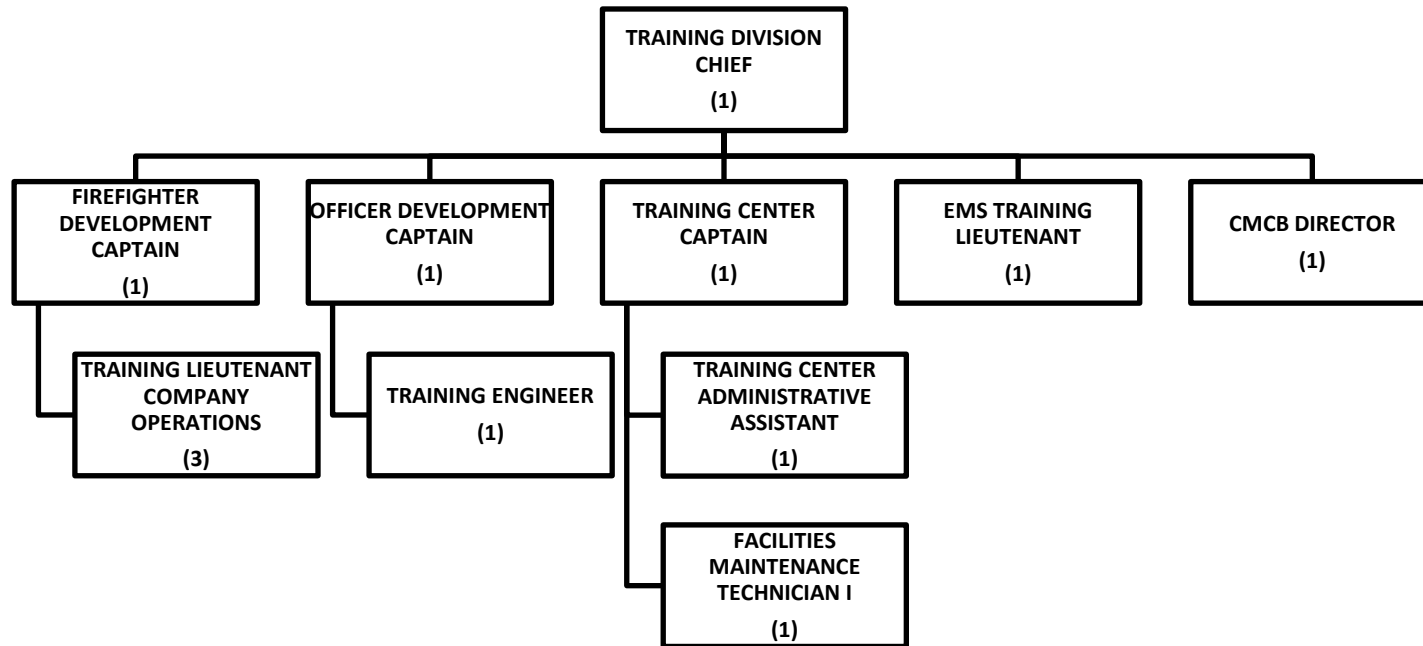 TRAINING DIVISION
CHIEF
(1)
FIREFIGHTER
DEVELOPMENT
CAPTAIN
(1)
OFFICER DEVELOPMENT
CAPTAIN
(1)
TRAINING CENTER
CAPTAIN
(1)
EMS TRAINING
LIEUTENANT
(1)
CMCB DIRECTOR
(1)
TRAINING LIEUTENANT
COMPANY
OPERATIONS
(3)
TRAINING ENGINEER
(1)
TRAINING CENTER
ADMINISTRATIVE
ASSISTANT
(1)
FACILITIES
MAINTENANCE
TECHNICIAN I
(1)